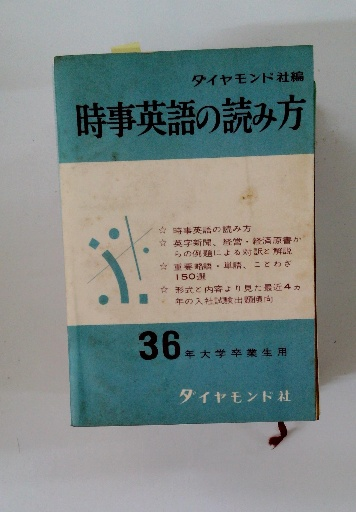 ダイヤモンド社編
時事英語の読み方
☆ 時事英語の読み方
☆ 英字新聞、経営・経済原書か
らの例題による対訳と解説
☆ 重要略語・単語、ことわざ
150選
☆ 形式と内容より見た最近4ヵ
年の入社試験出題傾向
36年大学卒業生用
ダイヤモンド社